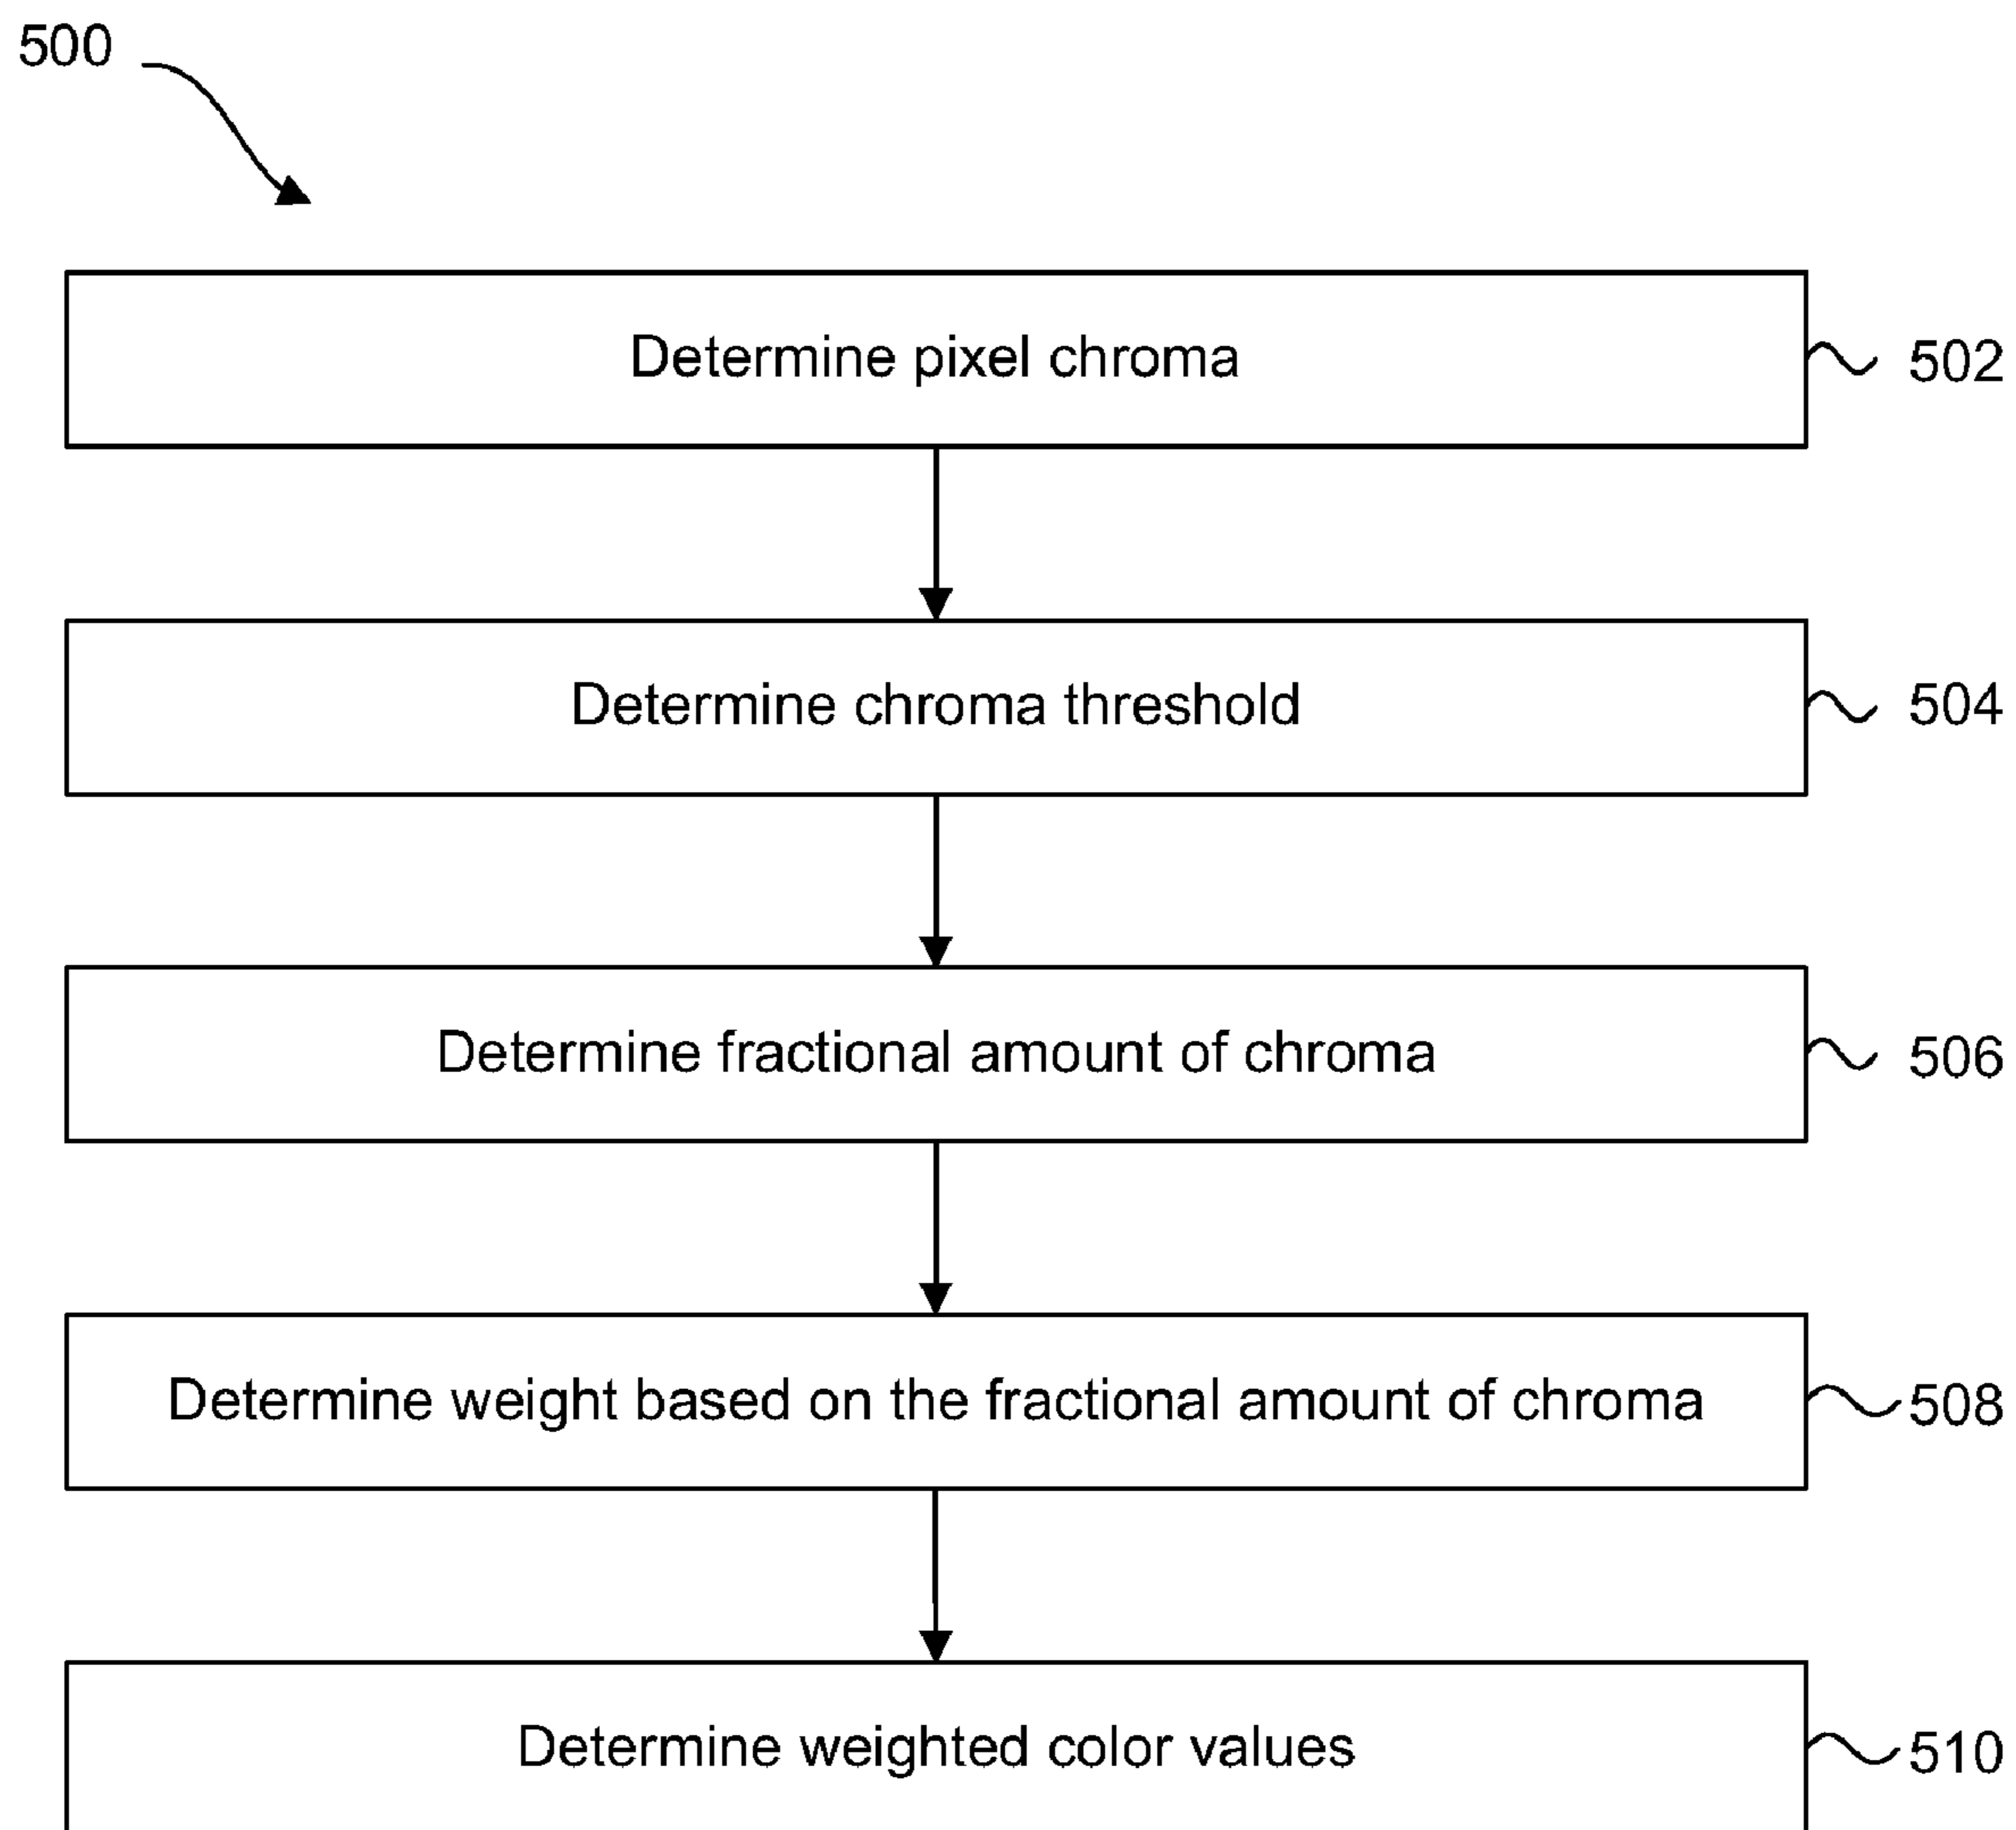 500
Determine pixel chroma
502
Determine chroma threshold
504
Determine fractional amount of chroma
506
Determine weight based on the fractional amount of chroma
508
Determine weighted color values
510